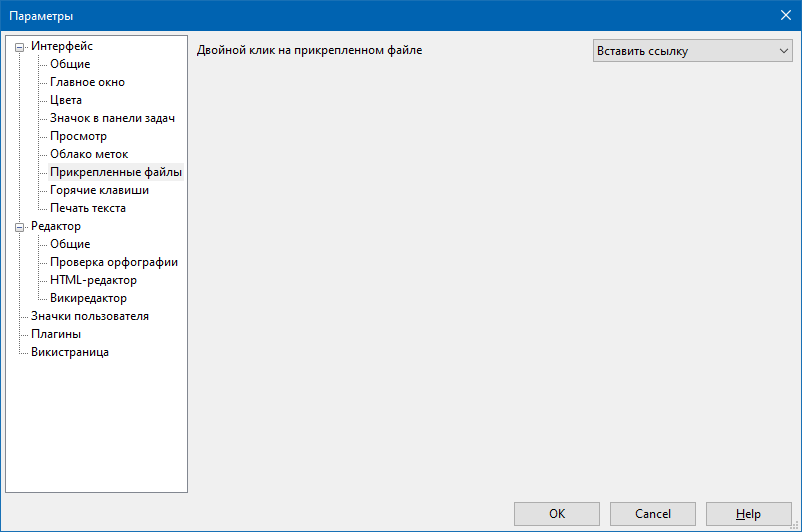 Параметры
Интерфейс
Общие
Главное окно
Цвета
Значок в панели задач
Просмотр
Облако меток
Прикрепленные файлы
Горячие клавиши
Печать текста
Редактор
Общие
Проверка орфографии
HTML-редактор
Викиредактор
Значки пользователя
Плагины
Викистраница
Двойной клик на прикрепленном файле
Вставить ссылку
OK
Cancel
Help